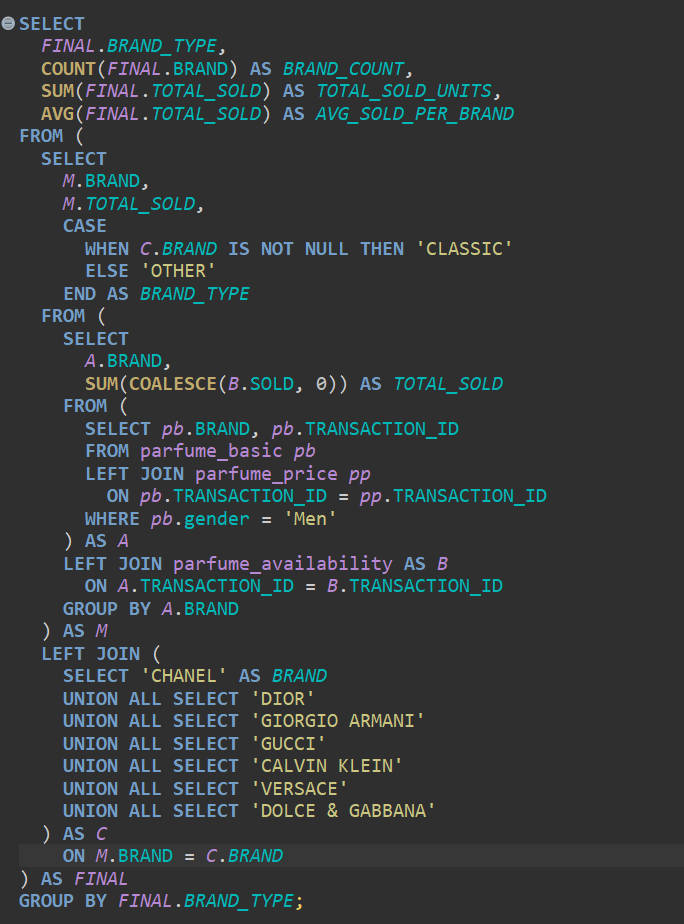 SELECT
FINAL.BRAND_TYPE,
COUNT(FINAL.BRAND) AS BRAND_COUNT,
SUM(FINAL.TOTAL_SOLD) AS TOTAL_SOLD_UNITS,
AVG(FINAL.TOTAL_SOLD) AS AVG_SOLD_PER_BRAND
FROM (
SELECT
M.BRAND,
M.TOTAL_SOLD,
CASE
WHEN C.BRAND IS NOT NULL THEN 'CLASSIC'
ELSE 'OTHER'
END AS BRAND_TYPE
FROM (
SELECT
A.BRAND,
SUM(COALESCE(B.SOLD, 0)) AS TOTAL_SOLD
FROM (
SELECT pb.BRAND, pb.TRANSACTION_ID
FROM parfume_basic pb
LEFT JOIN parfume_price pp
ON pb.TRANSACTION_ID = pp.TRANSACTION_ID
WHERE pb.gender = 'Men'
) AS A
LEFT JOIN parfume_availability AS B
ON A.TRANSACTION_ID = B.TRANSACTION_ID
GROUP BY A.BRAND
) AS M
LEFT JOIN (
SELECT 'CHANEL' AS BRAND
UNION ALL SELECT 'DIOR'
UNION ALL SELECT 'GIORGIO ARMANI'
UNION ALL SELECT 'GUCCI'
UNION ALL SELECT 'CALVIN KLEIN'
UNION ALL SELECT 'VERSACE'
UNION ALL SELECT 'DOLCE & GABBANA'
) AS C
ON M.BRAND = C.BRAND
) AS FINAL
GROUP BY FINAL.BRAND_TYPE;